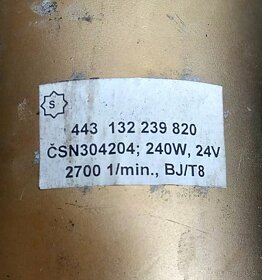 S
443 132 239 820
ČSN304204; 240W, 24V
2700 1/min., BJ/T8